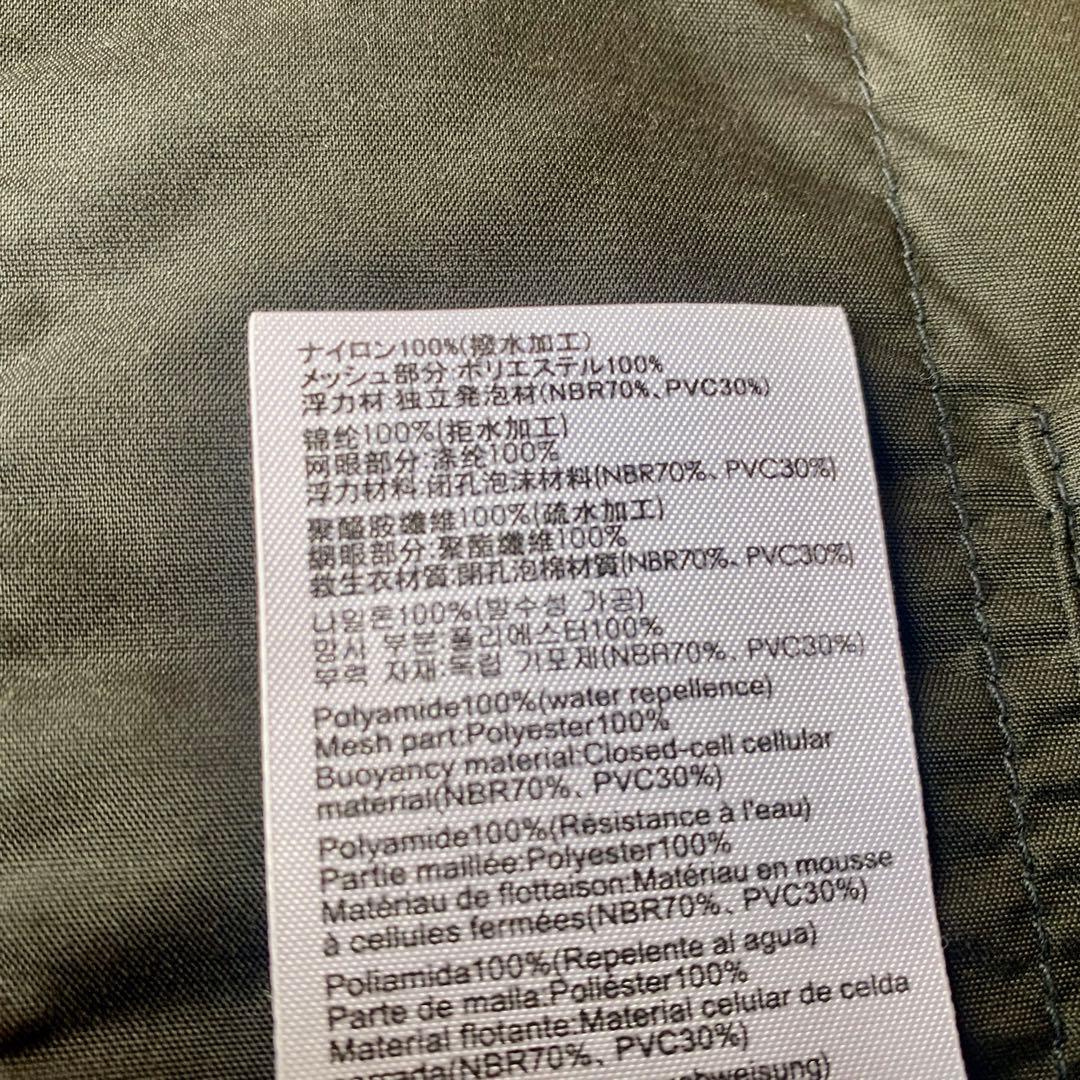 ナイロン100%(撥水加工)
メッシュ部分:ポリエステル100%
浮力材 独立発泡材(NBR70%、PVC30%)
锦纶100%(拒水加工)
网眼部分:涤纶100%
浮力材料:闭孔泡沫材料(NBR70%、PVC30%)
聚醯胺纖維100%(疏水加工)
網眼部分:聚酯纖維100%
救生衣材質:閉孔泡棉材質(NBR70%、PVC30%)
나일론100%(발수성 가공)
망사 부분:폴리에스터100%
부력 자재:독립 기포제(NBR70%、PVC30%)
Polyamide100%(water repellence)
Mesh part:Polyester100%
Buoyancy material:Closed-cell cellular
material(NBR70%、PVC30%)
Polyamide100%(Résistance à l'eau)
Partie maillée:Polyester100%
Matériau de flottaison:Matériau en mousse
à cellules fermées(NBR70%、PVC30%)
Poliamida100%(Repelente al agua)
Parte de malla:Poliéster100%
Material flotante:Material celular de celda
(NBR70%、PVC30%)